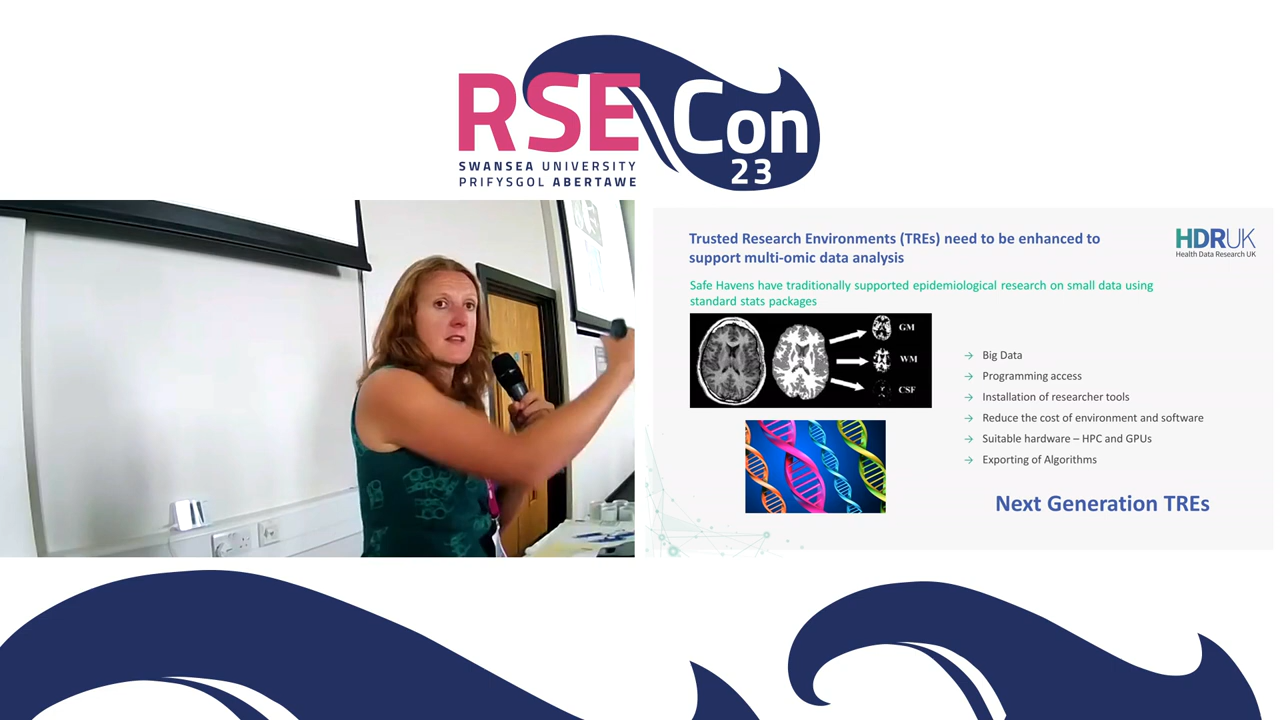 RSE Con
23
SWANSEA UNIVERSITY
PRIFYSGOL ABERTAWE
Trusted Research Environments (TREs) need to be enhanced to
support multi-omic data analysis
HDRUK
Health Data Research UK
Safe Havens have traditionally supported epidemiological research on small data using
standard stats packages
GM
WM
CSF
→ Big Data
→ Programming access
→ Installation of researcher tools
→ Reduce the cost of environment and software
→ Suitable hardware – HPC and GPUs
→ Exporting of Algorithms
Next Generation TREs